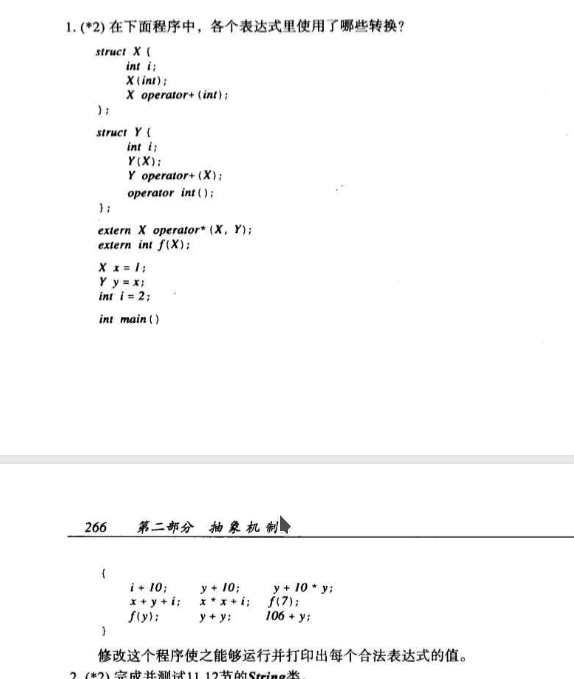 1. (*2) 在下面程序中，各个表达式里使用了哪些转换？
struct X {
int i;
X(int);
X operator+ (int);
};
struct Y {
int i;
Y(X);
Y operator+ (X);
operator int();
};
extern X operator* (X, Y);
extern int f(X);
X x = 1;
Y y = x;
int i = 2;
int main()
266 第二部分 抽象机制
{
i + 10; y + 10; y + 10 * y;
x + y + i; x * x + i; f(7);
f(y); y + y; 106 + y;
}
修改这个程序使之能够运行并打印出每个合法表达式的值。
2. (*2) 完成并测试11.12节的String类。